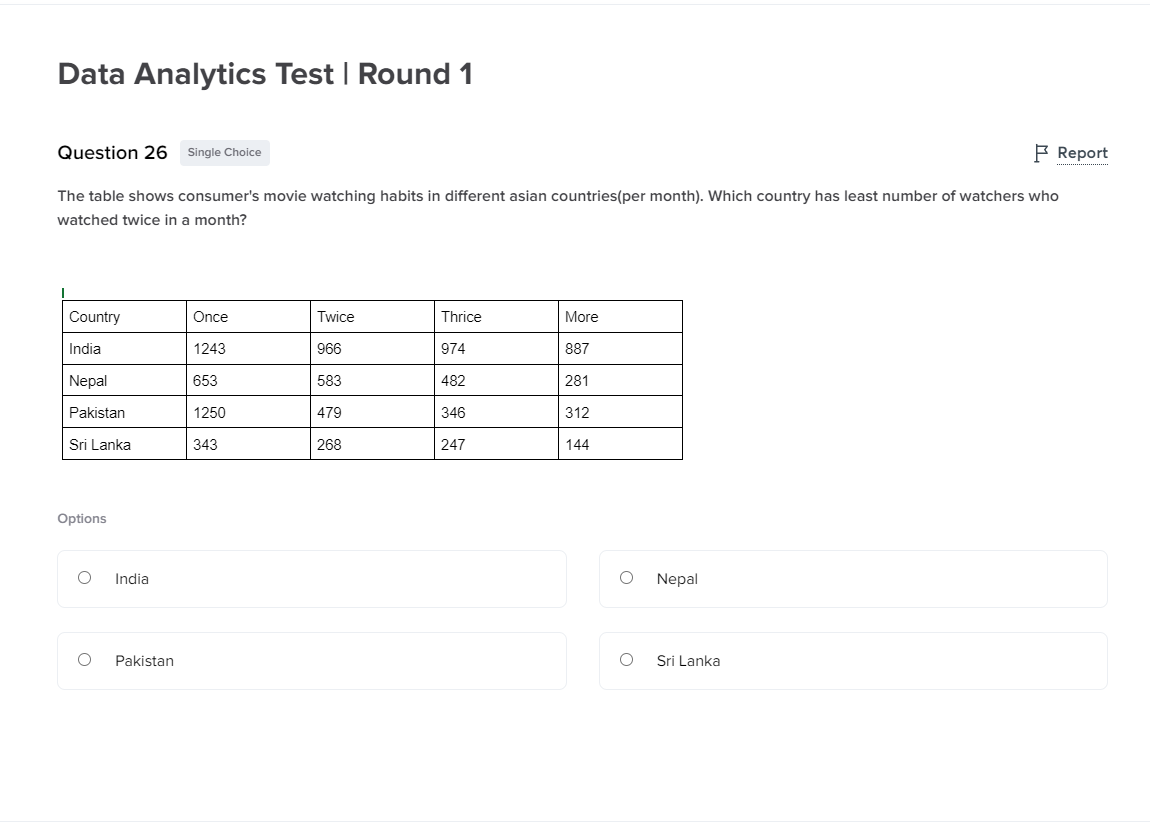 Data Analytics Test | Round 1
Question 26 Single Choice Report
The table shows consumer's movie watching habits in different asian countries(per month). Which country has least number of watchers who
watched twice in a month?
Country Once Twice Thrice More
India 1243 966 974 887
Nepal 653 583 482 281
Pakistan 1250 479 346 312
Sri Lanka 343 268 247 144
Options
India Nepal
Pakistan Sri Lanka